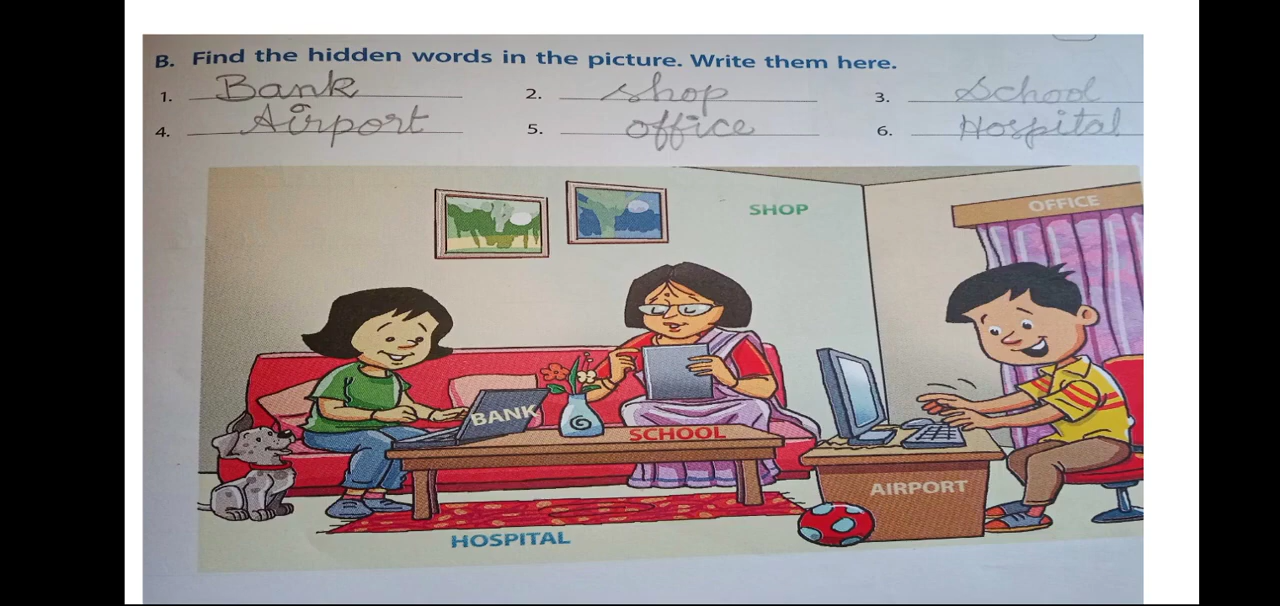 B. Find the hidden words in the picture. Write them here.
1. Bank 2. shop 3. School
4. Airport 5. office 6. Hospital
SHOP
OFFICE
BANK
SCHOOL
AIRPORT
HOSPITAL